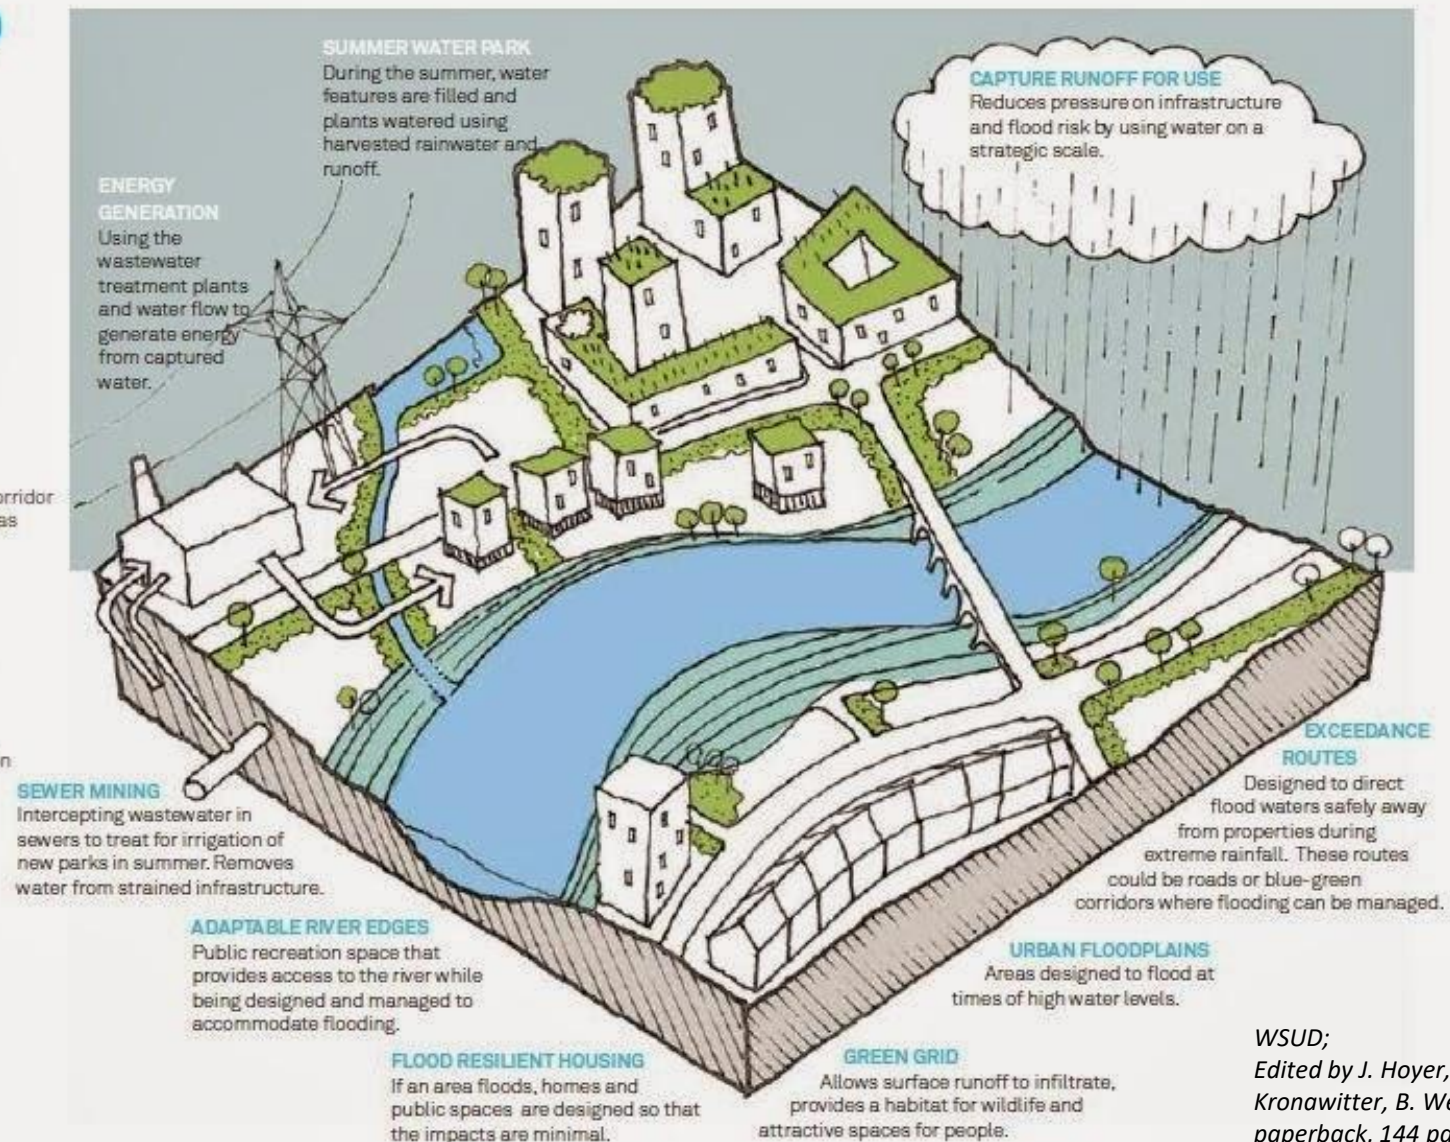 SUMMER WATER PARK
During the summer, water
features are filled and
plants watered using
harvested rainwater and
runoff.
CAPTURE RUNOFF FOR USE
Reduces pressure on infrastructure
and flood risk by using water on a
strategic scale.
ENERGY
GENERATION
Using the
wastewater
treatment plants
and water flow to
generate energy
from captured
water.
SEWER MINING
Intercepting wastewater in
sewers to treat for irrigation of
new parks in summer. Removes
water from strained infrastructure.
ADAPTABLE RIVER EDGES
Public recreation space that
provides access to the river while
being designed and managed to
accommodate flooding.
FLOOD RESILIENT HOUSING
If an area floods, homes and
public spaces are designed so that
the impacts are minimal.
GREEN GRID
Allows surface runoff to infiltrate,
provides a habitat for wildlife and
attractive spaces for people.
URBAN FLOODPLAINS
Areas designed to flood at
times of high water levels.
EXCEEDANCE
ROUTES
Designed to direct
flood waters safely away
from properties during
extreme rainfall. These routes
could be roads or blue-green
corridors where flooding can be managed.
WSUD;
Edited by J. Hoyer,
Kronawitter, B. We
paperback, 144 pa